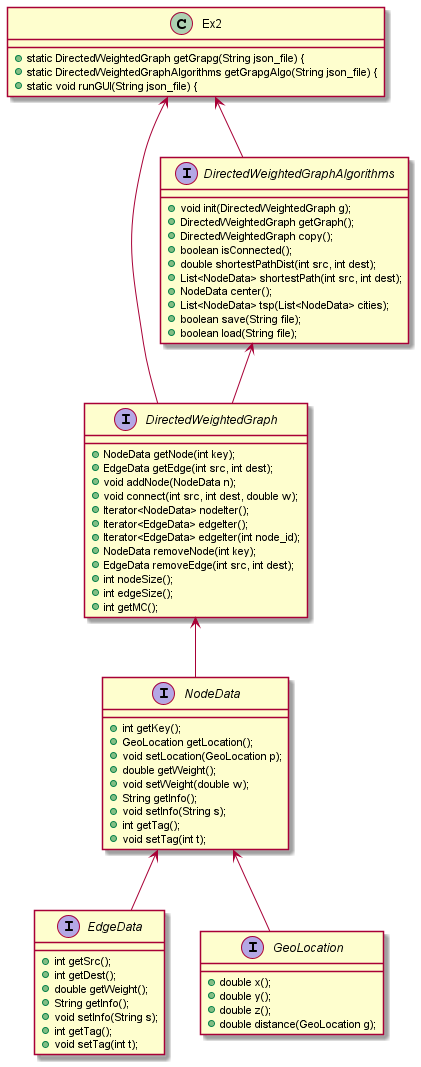 C Ex2
static DirectedWeightedGraph getGrapg(String json_file) {
static DirectedWeightedGraphAlgorithms getGrapgAlgo(String json_file) {
static void runGUI(String json_file) {
I DirectedWeightedGraphAlgorithms
void init(DirectedWeightedGraph g);
DirectedWeightedGraph getGraph();
DirectedWeightedGraph copy();
boolean isConnected();
double shortestPathDist(int src, int dest);
List<NodeData> shortestPath(int src, int dest);
NodeData center();
List<NodeData> tsp(List<NodeData> cities);
boolean save(String file);
boolean load(String file);
I DirectedWeightedGraph
NodeData getNode(int key);
EdgeData getEdge(int src, int dest);
void addNode(NodeData n);
void connect(int src, int dest, double w);
Iterator<NodeData> nodeIter();
Iterator<EdgeData> edgeIter();
Iterator<EdgeData> edgeIter(int node_id);
NodeData removeNode(int key);
EdgeData removeEdge(int src, int dest);
int nodeSize();
int edgeSize();
int getMC();
I NodeData
int getKey();
GeoLocation getLocation();
void setLocation(GeoLocation p);
double getWeight();
void setWeight(double w);
String getInfo();
void setInfo(String s);
int getTag();
void setTag(int t);
I EdgeData
int getSrc();
int getDest();
double getWeight();
String getInfo();
void setInfo(String s);
int getTag();
void setTag(int t);
I GeoLocation
double x();
double y();
double z();
double distance(GeoLocation g);